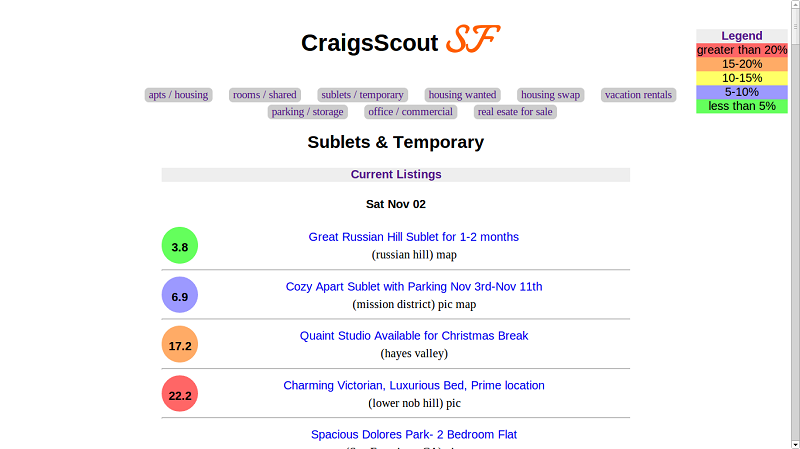 CraigsScout SF
Legend
greater than 20%
15-20%
10-15%
5-10%
less than 5%
apts / housing rooms / shared sublets / temporary housing wanted housing swap vacation rentals
parking / storage office / commercial real esate for sale
Sublets & Temporary
Current Listings
Sat Nov 02
3.8
Great Russian Hill Sublet for 1-2 months
(russian hill) map
6.9
Cozy Apart Sublet with Parking Nov 3rd-Nov 11th
(mission district) pic map
17.2
Quaint Studio Available for Christmas Break
(hayes valley)
22.2
Charming Victorian, Luxurious Bed, Prime location
(lower nob hill) pic
Spacious Dolores Park- 2 Bedroom Flat